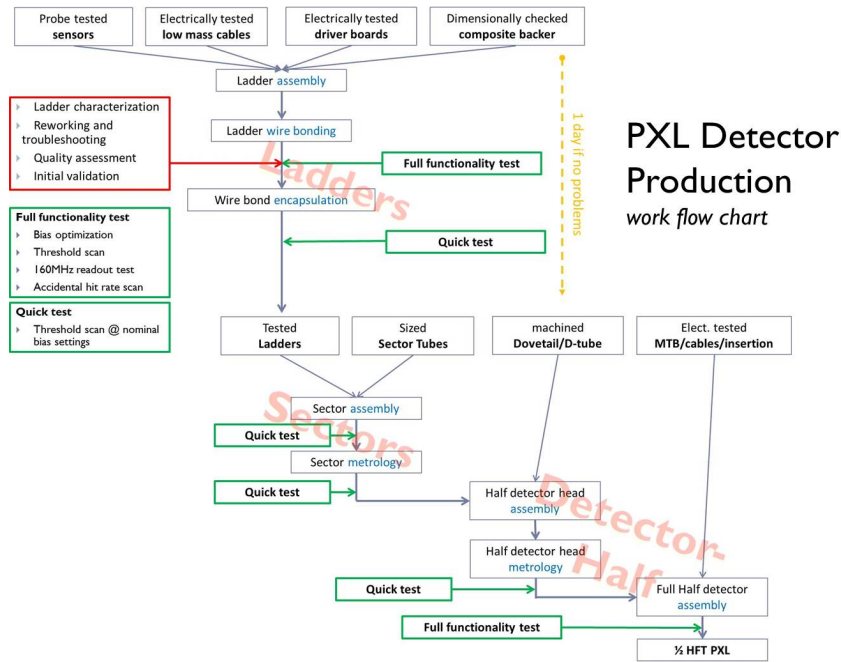 Probe tested
sensors
Electrically tested
low mass cables
Electrically tested
driver boards
Dimensionally checked
composite backer
Ladder assembly
Ladder characterization
Reworking and
troubleshooting
Quality assessment
Initial validation
Ladder wire bonding
Ladders
Full functionality test
1 day if no problems
PXL Detector
Production
work flow chart
Wire bond encapsulation
Full functionality test
Bias optimization
Threshold scan
160MHz readout test
Accidental hit rate scan
Quick test
Quick test
Threshold scan @ nominal
bias settings
Tested
Ladders
Sized
Sector Tubes
machined
Dovetail/D-tube
Elect. tested
MTB/cables/insertion
Sectors
Sector assembly
Quick test
Sector metrology
Quick test
Detector-
Half
Half detector head
assembly
Half detector head
metrology
Quick test
Full Half detector
assembly
Full functionality test
½ HFT PXL